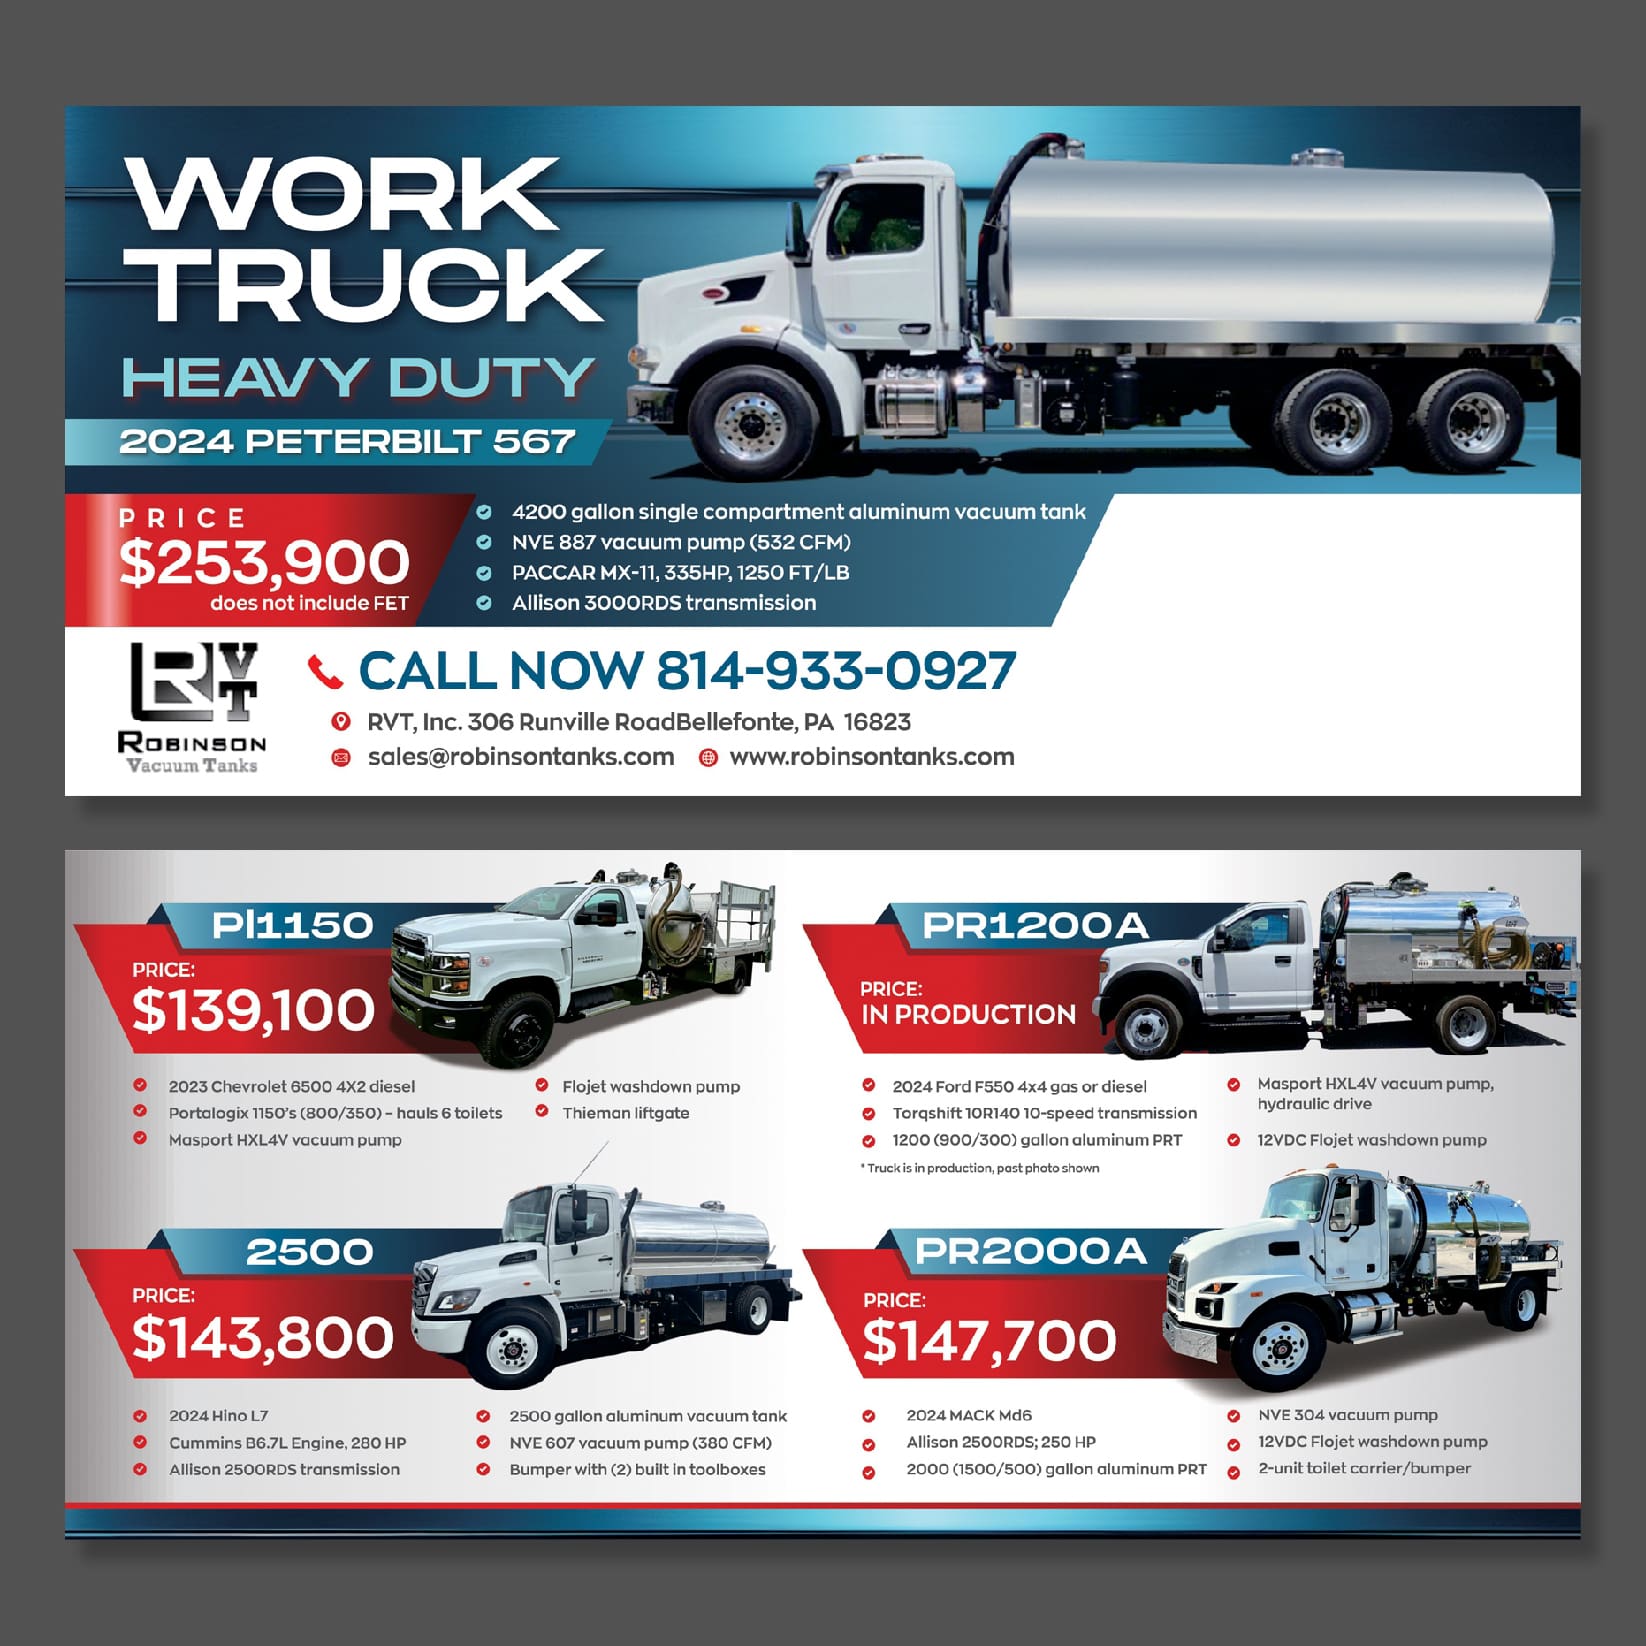 WORK
TRUCK
HEAVY DUTY
2024 PETERBILT 567
PRICE
$253,900
does not include FET
4200 gallon single compartment aluminum vacuum tank
NVE 887 vacuum pump (532 CFM)
PACCAR MX-11, 335HP, 1250 FT/LB
Allison 3000RDS transmission
RVT
ROBINSON
Vacuum Tanks
CALL NOW 814-933-0927
RVT, Inc. 306 Runville RoadBellefonte, PA 16823
sales@robinsontanks.com www.robinsontanks.com
Pl1150
PRICE:
$139,100
2023 Chevrolet 6500 4X2 diesel
Portalogix 1150's (800/350) - hauls 6 toilets
Masport HXL4V vacuum pump
Flojet washdown pump
Thieman liftgate
PR1200A
PRICE:
IN PRODUCTION
2024 Ford F550 4x4 gas or diesel
Torqshift 10R140 10-speed transmission
1200 (900/300) gallon aluminum PRT
* Truck is in production, past photo shown
Masport HXL4V vacuum pump,
hydraulic drive
12VDC Flojet washdown pump
2500
PRICE:
$143,800
2024 Hino L7
Cummins B6.7L Engine, 280 HP
Allison 2500RDS transmission
2500 gallon aluminum vacuum tank
NVE 607 vacuum pump (380 CFM)
Bumper with (2) built in toolboxes
PR2000A
PRICE:
$147,700
2024 MACK Md6
Allison 2500RDS; 250 HP
2000 (1500/500) gallon aluminum PRT
NVE 304 vacuum pump
12VDC Flojet washdown pump
2-unit toilet carrier/bumper